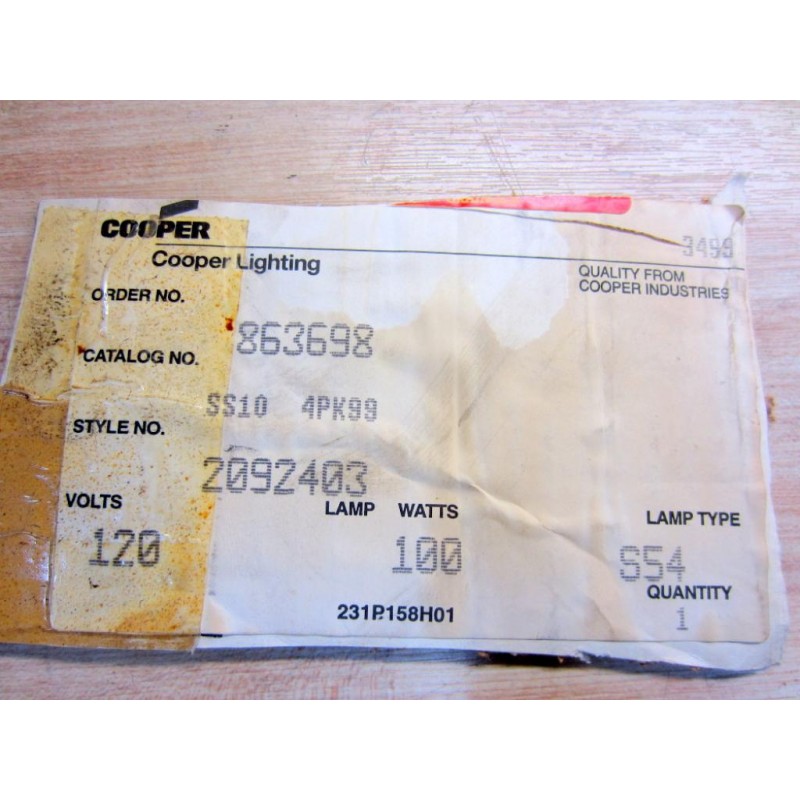 COOPER
Cooper Lighting
3499
QUALITY FROM
COOPER INDUSTRIES
ORDER NO.
863698
CATALOG NO.
SS10 4PK99
STYLE NO.
2092403
VOLTS
120
LAMP WATTS
100
LAMP TYPE
S54
QUANTITY
1
231P158H01